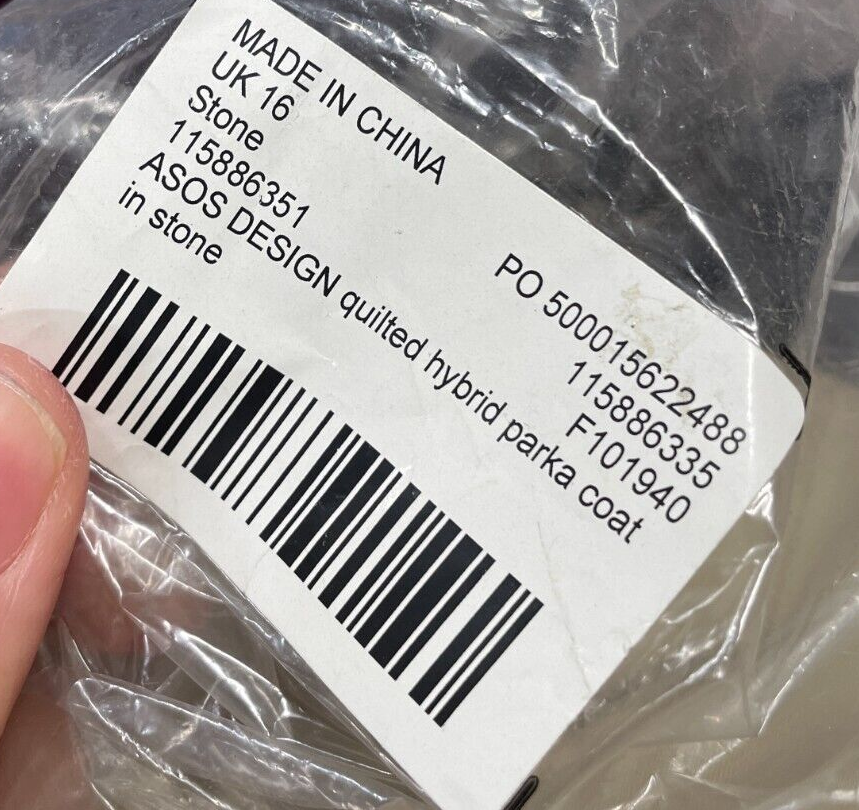 MADE IN CHINA
UK 16
Stone
115886351
ASOS DESIGN quilted hybrid parka coat
in stone
PO 500015622488
115886335
F101940